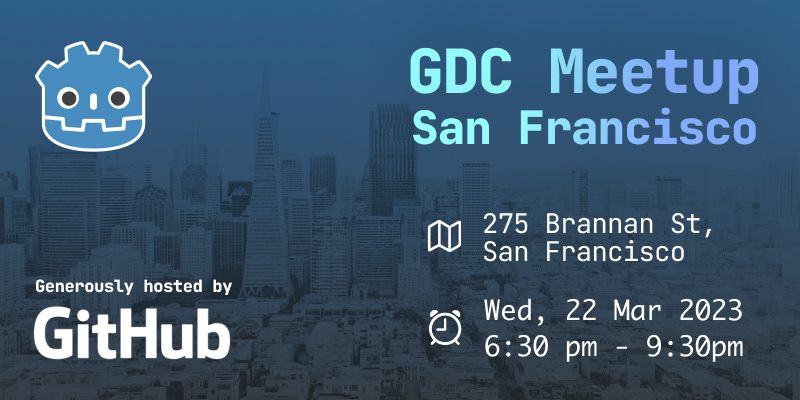 GDC Meetup
San Francisco
275 Brannan St,
San Francisco
Generously hosted by
GitHub
Wed, 22 Mar 2023
6:30 pm - 9:30pm